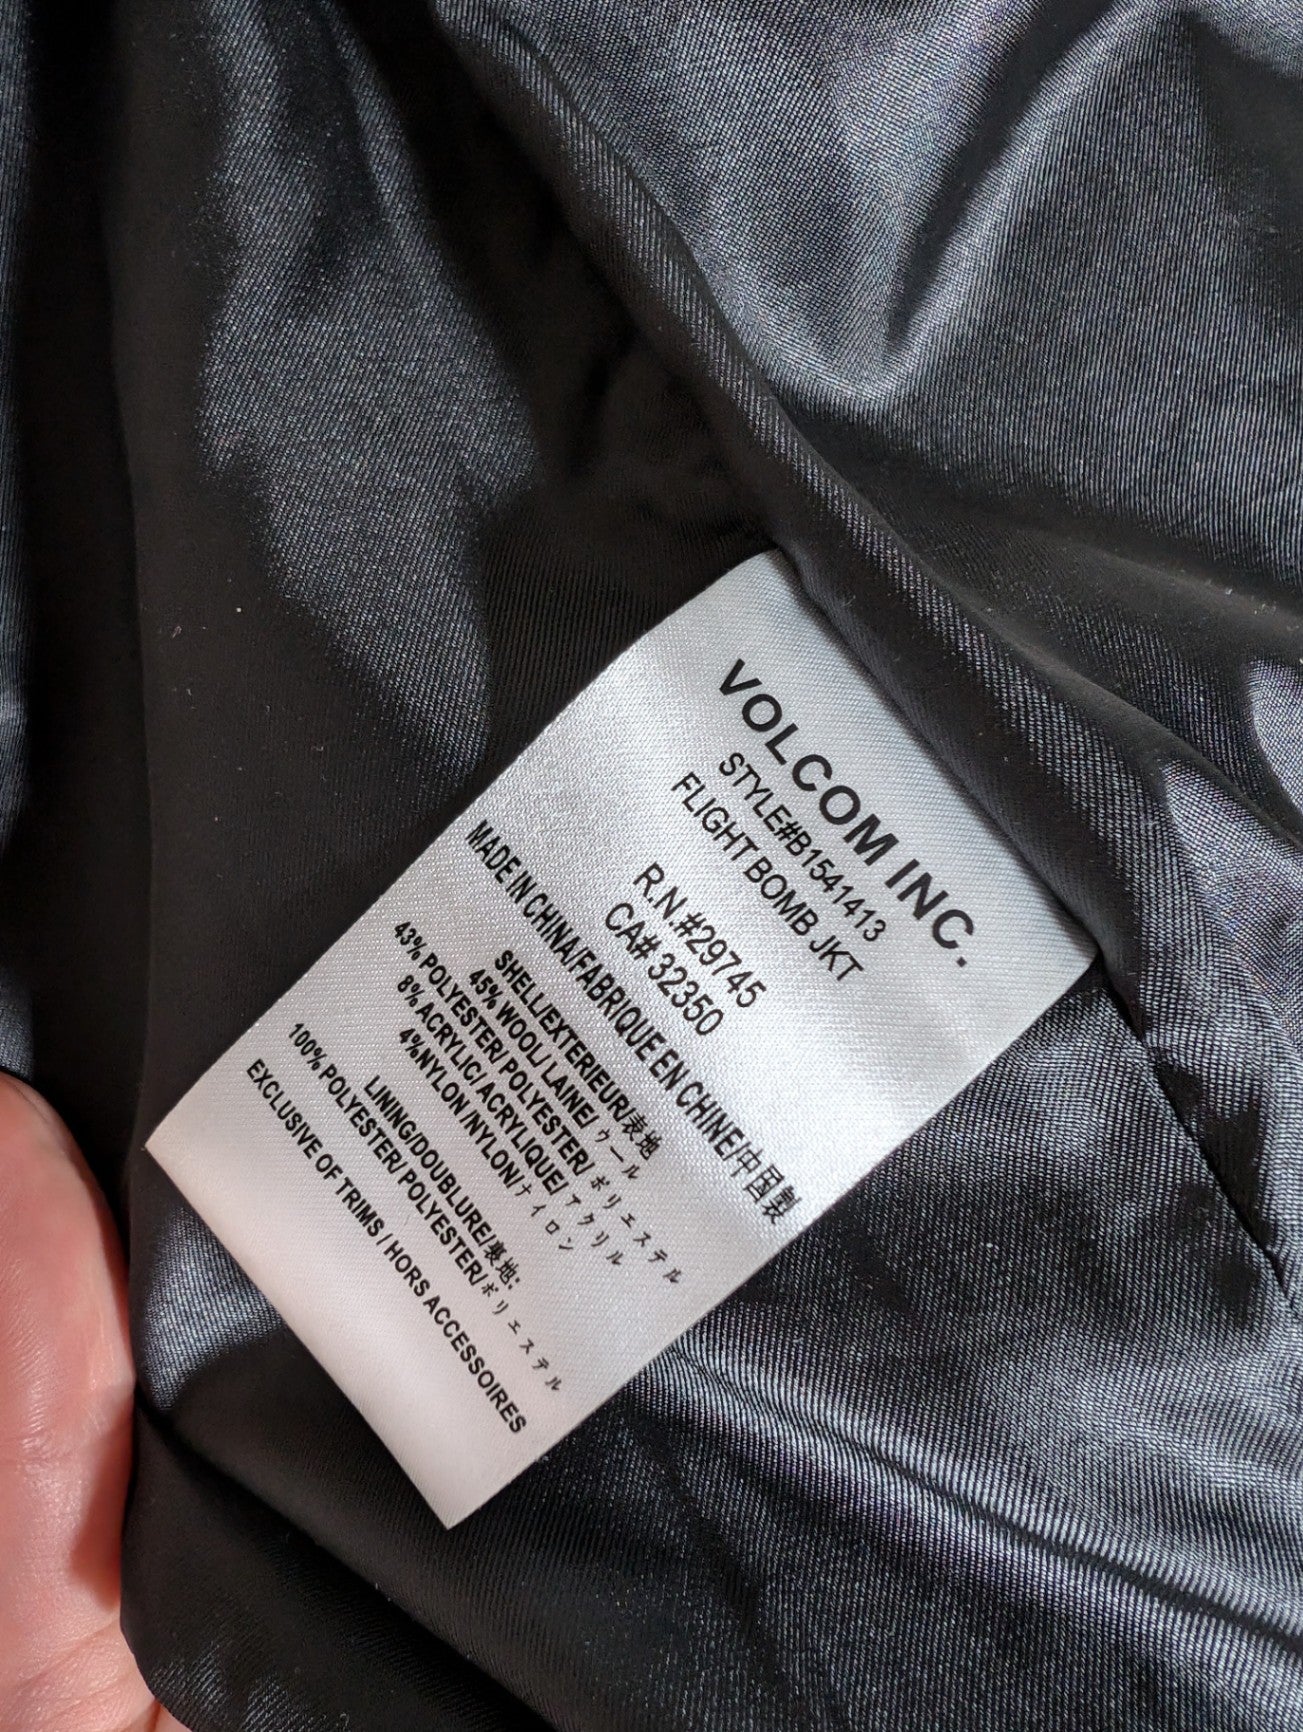 VOLCOM INC.
STYLE#B1541413
FLIGHT BOMB JKT
R.N.#29745
CA# 32350
MADE IN CHINA/FABRIQUE EN CHINE/中国製
SHELL/EXTERIEUR/表地
45% WOOL/ LAINE/ ウール
43% POLYESTER/ POLYESTER/ ポリエステル
8% ACRYLIC/ ACRYLIQUE/ アクリル
4%NYLON /NYLON/ナイロン
LINING/DOUBLURE/裏地:
100% POLYESTER/ POLYESTER/ポリエステル
EXCLUSIVE OF TRIMS / HORS ACCESSOIRES